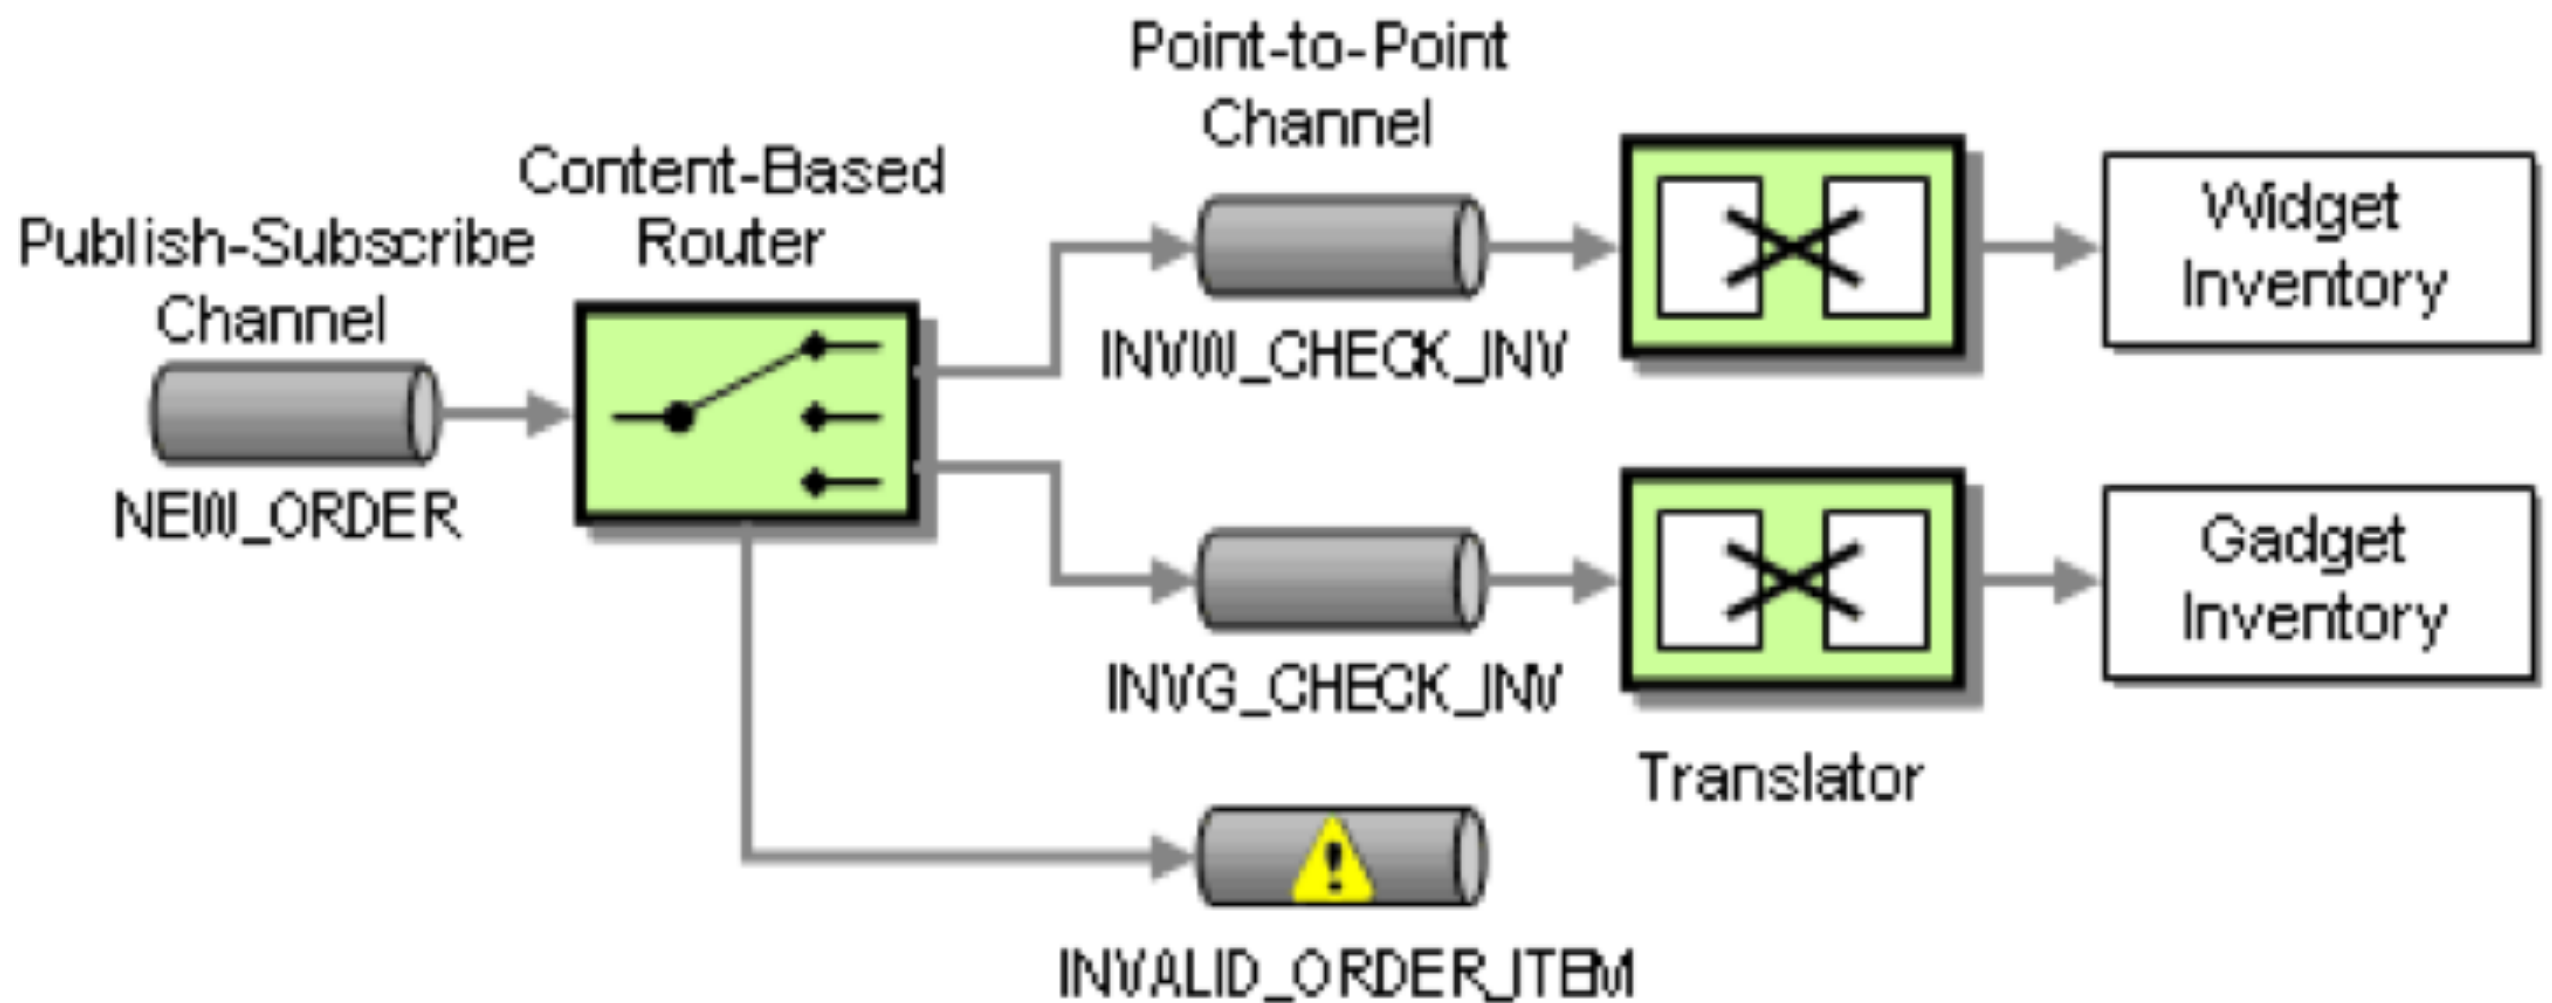 Point-to-Point
Channel
Content-Based
Router
Publish-Subscribe
Channel
Widget
Inventory
INVW_CHECK_INV
NEW_ORDER
Gadget
Inventory
INVG_CHECK_INV
Translator
INVALID_ORDER_ITEM